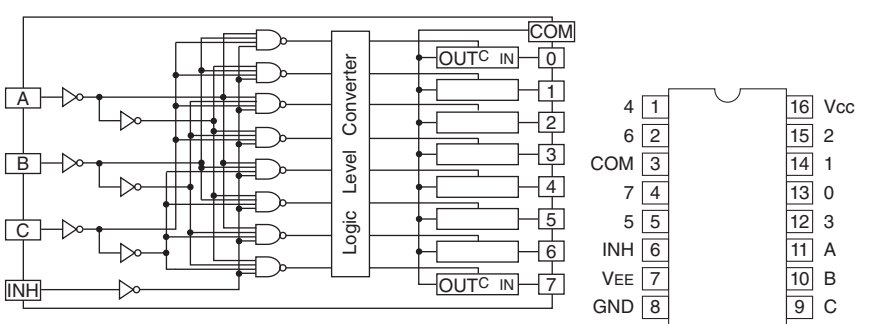 COM
OUT C IN 0
1
A
2
B
3
4
C
5
6
INH
OUT C IN 7
Logic Level Converter
4 1 16 Vcc
6 2 15 2
COM 3 14 1
7 4 13 0
5 5 12 3
INH 6 11 A
VEE 7 10 B
GND 8 9 C